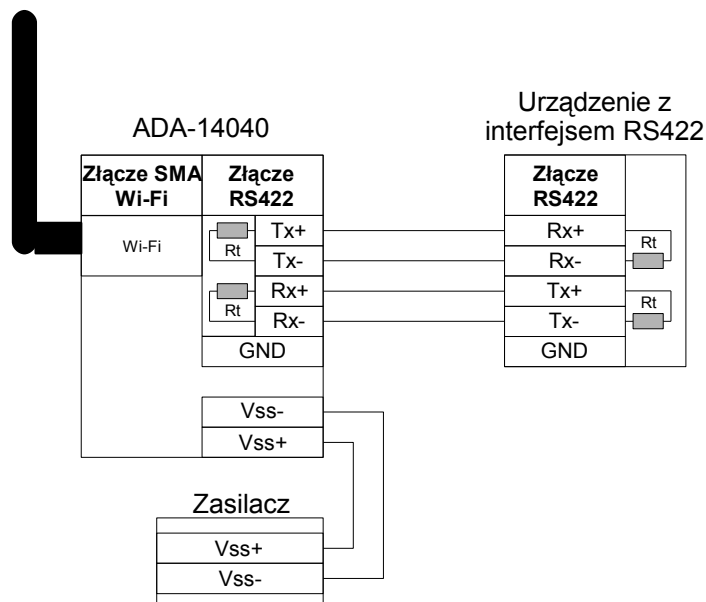 ADA-14040
Urządzenie z
interfejsem RS422
Złącze SMA
Wi-Fi
Złącze
RS422
Wi-Fi
Rt
Tx+
Tx-
Rt
Rx+
Rx-
GND
Vss-
Vss+
Złącze
RS422
Rx+
Rx-
Rt
Tx+
Tx-
Rt
GND
Zasilacz
Vss+
Vss-